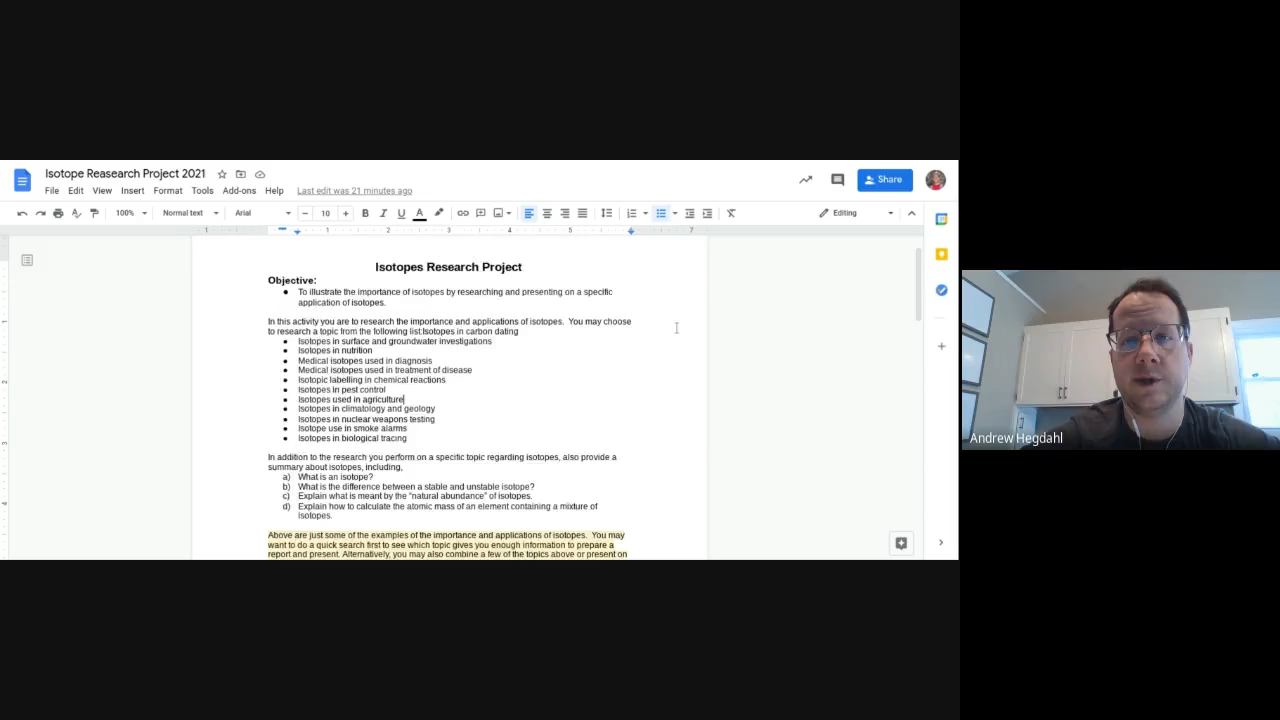 Isotope Reasearch Project 2021
File Edit View Insert Format Tools Add-ons Help Last edit was 21 minutes ago
Share
100% Normal text Arial 10 Editing
1 1 2 3 4 5 6 7
Isotopes Research Project
Objective:
● To illustrate the importance of isotopes by researching and presenting on a specific
application of isotopes.
In this activity you are to research the importance and applications of isotopes. You may choose
to research a topic from the following list:Isotopes in carbon dating
● Isotopes in surface and groundwater investigations
● Isotopes in nutrition
● Medical isotopes used in diagnosis
● Medical isotopes used in treatment of disease
● Isotopic labelling in chemical reactions
● Isotopes in pest control
● Isotopes used in agriculture
● Isotopes in climatology and geology
● Isotopes in nuclear weapons testing
● Isotope use in smoke alarms
● Isotopes in biological tracing
In addition to the research you perform on a specific topic regarding isotopes, also provide a
summary about isotopes, including,
a) What is an isotope?
b) What is the difference between a stable and unstable isotope?
c) Explain what is meant by the “natural abundance” of isotopes.
d) Explain how to calculate the atomic mass of an element containing a mixture of
isotopes.
Above are just some of the examples of the importance and applications of isotopes. You may
want to do a quick search first to see which topic gives you enough information to prepare a
report and present. Alternatively, you may also combine a few of the topics above or present on
Andrew Hegdahl